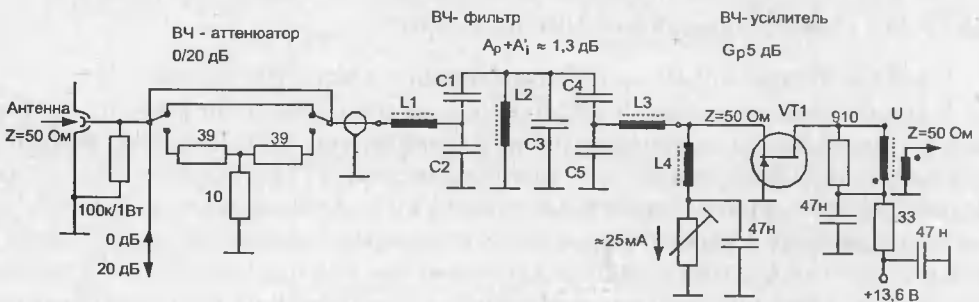 ВЧ - аттенюатор
0/20 дБ
ВЧ- фильтр
Ap+A'i ≈ 1,3 дБ
ВЧ-усилитель
Gp5 дБ
Антенна
Z=50 Ом
39
39
10
100к/1Вт
0 дБ
20 дБ
L1
C1
C2
L2
C3
C4
C5
L3
L4
≈25мА
47н
Z=50 Ом
VT1
910
U
Z=50 Ом
47н
33
47 н
+13,6 В